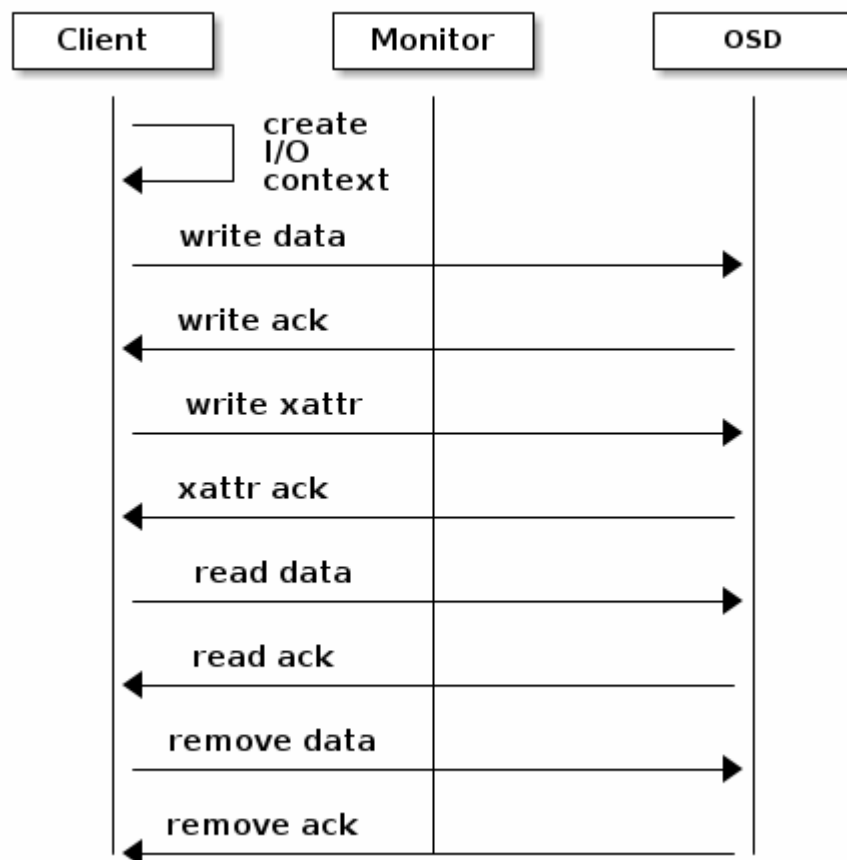 Client
Monitor
OSD
create
I/O
context
write data
write ack
write xattr
xattr ack
read data
read ack
remove data
remove ack